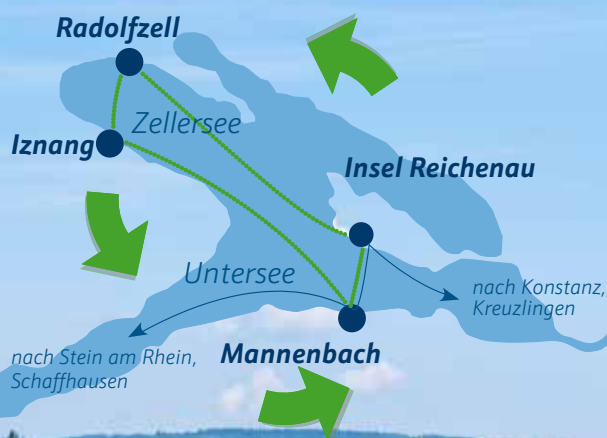 Radolfzell
Zellersee
Iznang
Insel Reichenau
Untersee
nach Konstanz,
Kreuzlingen
Mannenbach
nach Stein am Rhein,
Schaffhausen